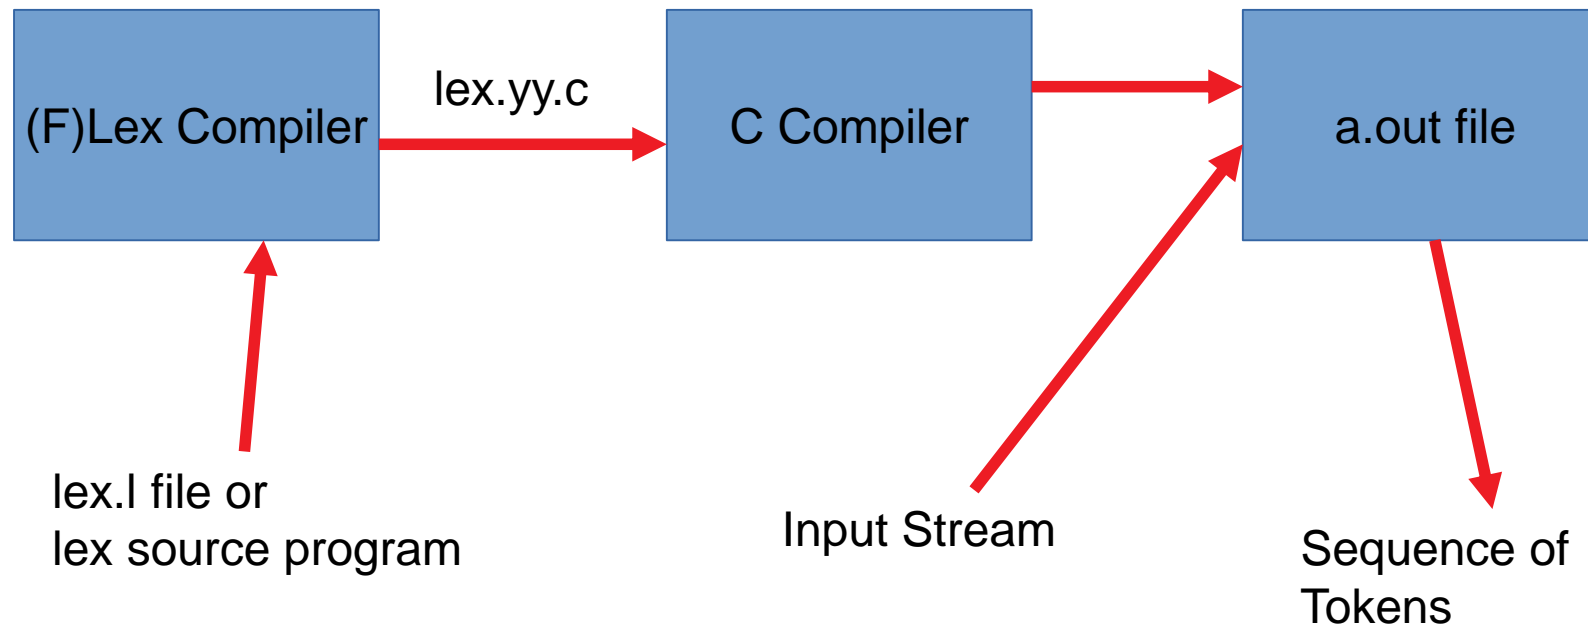 (F)Lex Compiler
lex.yy.c
C Compiler
a.out file
lex.l file or
lex source program
Input Stream
Sequence of
Tokens